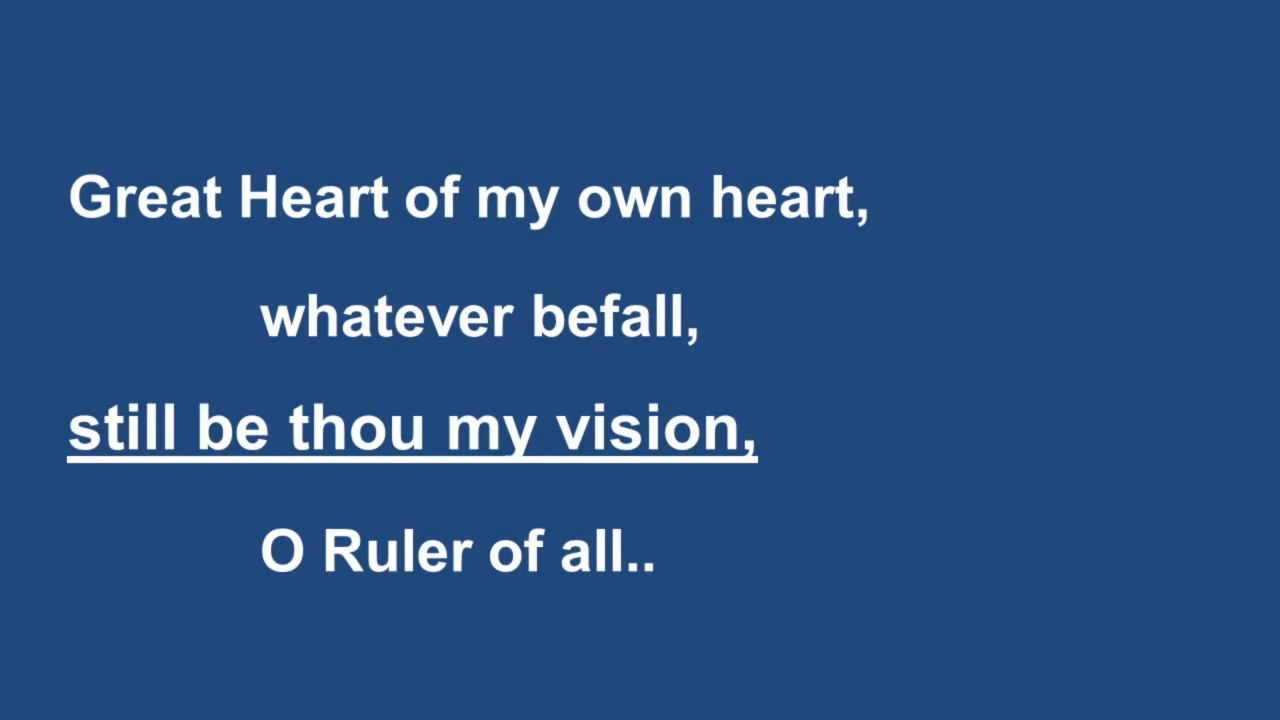 Great Heart of my own heart,
whatever befall,
still be thou my vision,
O Ruler of all..